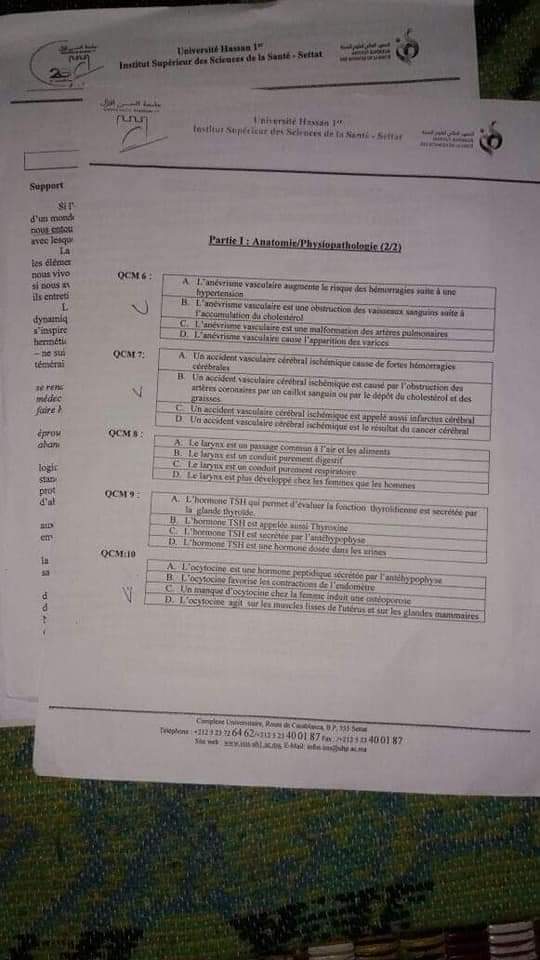 Université Hassan 1er
Institut Supérieur des Sciences de la Santé - Settat
Université Hassan 1er
Institut Supérieur des Sciences de la Santé - Settat
Support
Si l'
d'un monde
nous entou
avec lesqu
La
les élémen
nous vivo
si nous av
ils entreti
L
dynamiq
s'inspire
hermétic
– ne sui
témérai
se renc
médec
faire k
éprou
aband
logic
stan
prot
d'al
aux
em
la
sa
d
d
Partie I : Anatomie/Physiopathologie (2/2)
QCM 6 :
A. L'anévrisme vasculaire augmente le risque des hémorragies suite à une
hypertension
B. L'anévrisme vasculaire est une obstruction des vaisseaux sanguins suite à
l'accumulation du cholestérol
C. L'anévrisme vasculaire est une malformation des artères pulmonaires
D. L'anévrisme vasculaire cause l'apparition des varices
QCM 7:
A. Un accident vasculaire cérébral ischémique cause de fortes hémorragies
cérébrales
B. Un accident vasculaire cérébral ischémique est causé par l'obstruction des
artères coronaires par un caillot sanguin ou par le dépôt du cholestérol et des
graisses.
C. Un accident vasculaire cérébral ischémique est appelé aussi infarctus cérébral
D. Un accident vasculaire cérébral ischémique est le résultat du cancer cérébral
QCM 8 :
A. Le larynx est un passage commun à l'air et les aliments
B. Le larynx est un conduit purement digestif
C. Le larynx est un conduit purement respiratoire
D. Le larynx est plus développé chez les femmes que les hommes
QCM 9 :
A. L'hormone TSH qui permet d'évaluer la fonction thyroïdienne est secrétée par
la glande thyroïde.
B. L'hormone TSH est appelée aussi Thyroxine
C. L'hormone TSH est secrétée par l'antéhypophyse
D. L'hormone TSH est une hormone dosée dans les urines
QCM:10
A. L'ocytocine est une hormone peptidique sécrétée par l'antéhypophyse
B. L'ocytocine favorise les contractions de l'endomètre
C. Un manque d'ocytocine chez la femme induit une ostéoporose
D. L'ocytocine agit sur les muscles lisses de l'utérus et sur les glandes mammaires
Complexe Universitaire, Route de Casablanca, B.P. 555 Settat
Téléphone : +212 5 23 72 64 62/+212 5 23 40 01 87 Fax : /+212 5 23 40 01 87
Site web : www.isss.uh1.ac.ma, E-Mail: